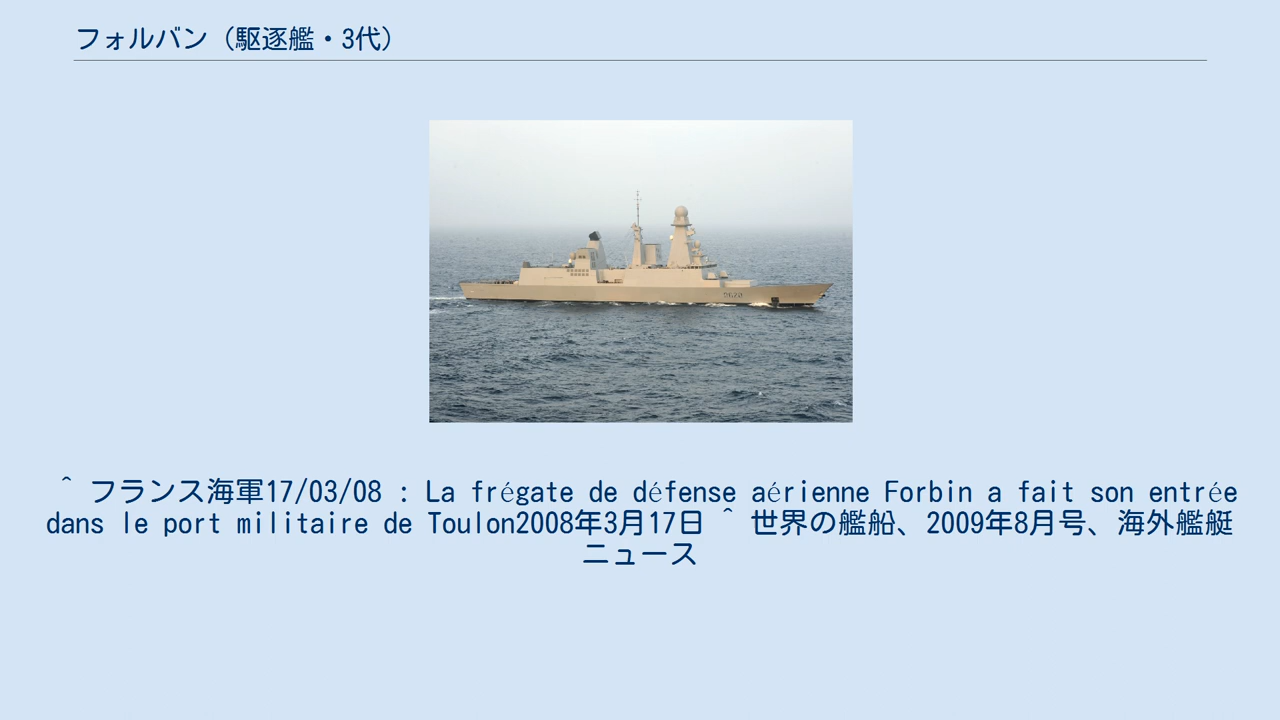 フォルバン（駆逐艦・3代）
D620
^ フランス海軍17/03/08 : La frégate de défense aérienne Forbin a fait son entrée
dans le port militaire de Toulon2008年3月17日 ^ 世界の艦船、2009年8月号、海外艦艇
ニュース